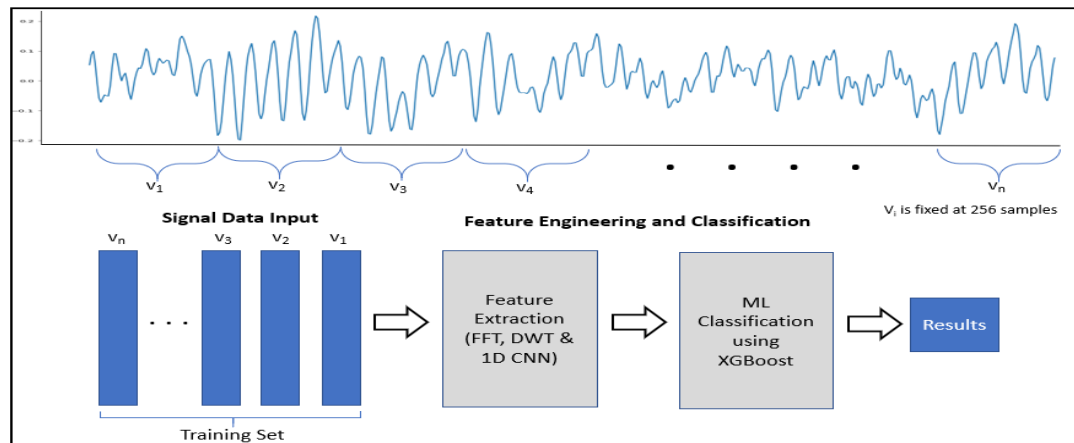 0.2
0.1
0.0
-0.1
-0.2
v1
v2
v3
v4
vn
Vi is fixed at 256 samples
Signal Data Input
Feature Engineering and Classification
vn
v3
v2
v1
. . .
Feature
Extraction
(FFT, DWT &
1D CNN)
ML
Classification
using
XGBoost
Results
Training Set